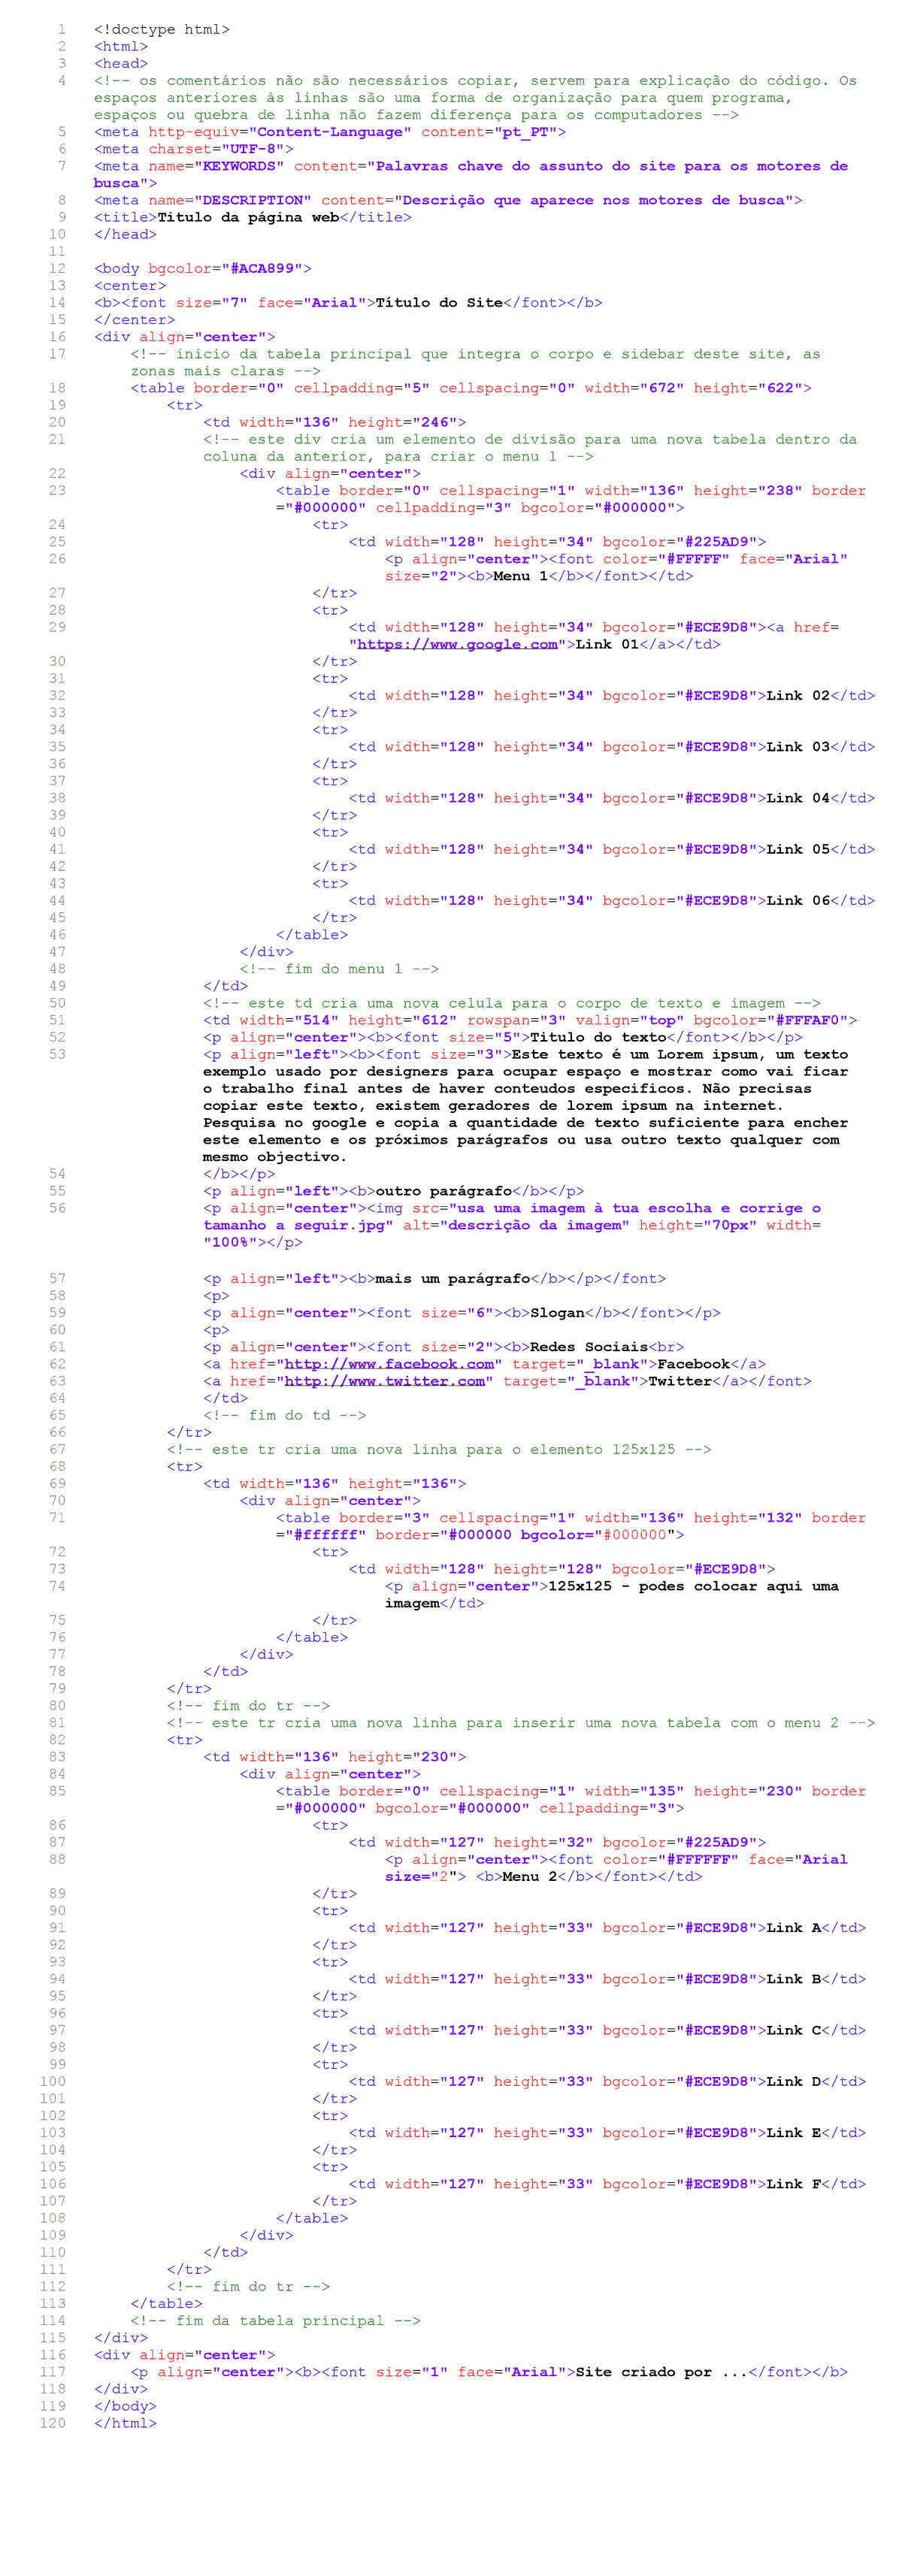 1 <!doctype html>
2 <html>
3 <head>
4 <!-- os comentários não são necessários copiar, servem para explicação do código. Os
espaços anteriores às linhas são uma forma de organização para quem programa,
espaços ou quebra de linha não fazem diferença para os computadores -->
5 <meta http-equiv="Content-Language" content="pt_PT">
6 <meta charset="UTF-8">
7 <meta name="KEYWORDS" content="Palavras chave do assunto do site para os motores de
busca">
8 <meta name="DESCRIPTION" content="Descrição que aparece nos motores de busca">
9 <title>Titulo da página web</title>
10 </head>
11
12 <body bgcolor="#ACA899">
13 <center>
14 <b><font size="7" face="Arial">Título do Site</font></b>
15 </center>
16 <div align="center">
17 <!-- inicio da tabela principal que integra o corpo e sidebar deste site, as
zonas mais claras -->
18 <table border="0" cellpadding="5" cellspacing="0" width="672" height="622">
19 <tr>
20 <td width="136" height="246">
21 <!-- este div cria um elemento de divisão para uma nova tabela dentro da
coluna da anterior, para criar o menu 1 -->
22 <div align="center">
23 <table border="0" cellspacing="1" width="136" height="238" border
="#000000" cellpadding="3" bgcolor="#000000">
24 <tr>
25 <td width="128" height="34" bgcolor="#225AD9">
26 <p align="center"><font color="#FFFFF" face="Arial"
size="2"><b>Menu 1</b></font></td>
27 </tr>
28 <tr>
29 <td width="128" height="34" bgcolor="#ECE9D8"><a href=
"https://www.google.com">Link 01</a></td>
30 </tr>
31 <tr>
32 <td width="128" height="34" bgcolor="#ECE9D8">Link 02</td>
33 </tr>
34 <tr>
35 <td width="128" height="34" bgcolor="#ECE9D8">Link 03</td>
36 </tr>
37 <tr>
38 <td width="128" height="34" bgcolor="#ECE9D8">Link 04</td>
39 </tr>
40 <tr>
41 <td width="128" height="34" bgcolor="#ECE9D8">Link 05</td>
42 </tr>
43 <tr>
44 <td width="128" height="34" bgcolor="#ECE9D8">Link 06</td>
45 </tr>
46 </table>
47 </div>
48 <!-- fim do menu 1 -->
49 </td>
50 <!-- este td cria uma nova celula para o corpo de texto e imagem -->
51 <td width="514" height="612" rowspan="3" valign="top" bgcolor="#FFFAF0">
52 <p align="center"><b><font size="5">Titulo do texto</font></b></p>
53 <p align="left"><b><font size="3">Este texto é um Lorem ipsum, um texto
exemplo usado por designers para ocupar espaço e mostrar como vai ficar
o trabalho final antes de haver conteudos especificos. Não precisas
copiar este texto, existem geradores de lorem ipsum na internet.
Pesquisa no google e copia a quantidade de texto suficiente para encher
este elemento e os próximos parágrafos ou usa outro texto qualquer com
mesmo objectivo.
54 </b></p>
55 <p align="left"><b>outro parágrafo</b></p>
56 <p align="center"><img src="usa uma imagem à tua escolha e corrige o
tamanho a seguir.jpg" alt="descrição da imagem" height="70px" width=
"100%"></p>
57 <p align="left"><b>mais um parágrafo</b></p></font>
58 <p>
59 <p align="center"><font size="6"><b>Slogan</b></font></p>
60 <p>
61 <p align="center"><font size="2"><b>Redes Sociais<br>
62 <a href="http://www.facebook.com" target="_blank">Facebook</a>
63 <a href="http://www.twitter.com" target="_blank">Twitter</a></font>
64 </td>
65 <!-- fim do td -->
66 </tr>
67 <!-- este tr cria uma nova linha para o elemento 125x125 -->
68 <tr>
69 <td width="136" height="136">
70 <div align="center">
71 <table border="3" cellspacing="1" width="136" height="132" border
="#ffffff" border="#000000 bgcolor="#000000">
72 <tr>
73 <td width="128" height="128" bgcolor="#ECE9D8">
74 <p align="center">125x125 - podes colocar aqui uma
imagem</td>
75 </tr>
76 </table>
77 </div>
78 </td>
79 </tr>
80 <!-- fim do tr -->
81 <!-- este tr cria uma nova linha para inserir uma nova tabela com o menu 2 -->
82 <tr>
83 <td width="136" height="230">
84 <div align="center">
85 <table border="0" cellspacing="1" width="135" height="230" border
="#000000" bgcolor="#000000" cellpadding="3">
86 <tr>
87 <td width="127" height="32" bgcolor="#225AD9">
88 <p align="center"><font color="#FFFFFF" face="Arial
size="2"> <b>Menu 2</b></font></td>
89 </tr>
90 <tr>
91 <td width="127" height="33" bgcolor="#ECE9D8">Link A</td>
92 </tr>
93 <tr>
94 <td width="127" height="33" bgcolor="#ECE9D8">Link B</td>
95 </tr>
96 <tr>
97 <td width="127" height="33" bgcolor="#ECE9D8">Link C</td>
98 </tr>
99 <tr>
100 <td width="127" height="33" bgcolor="#ECE9D8">Link D</td>
101 </tr>
102 <tr>
103 <td width="127" height="33" bgcolor="#ECE9D8">Link E</td>
104 </tr>
105 <tr>
106 <td width="127" height="33" bgcolor="#ECE9D8">Link F</td>
107 </tr>
108 </table>
109 </div>
110 </td>
111 </tr>
112 <!-- fim do tr -->
113 </table>
114 <!-- fim da tabela principal -->
115 </div>
116 <div align="center">
117 <p align="center"><b><font size="1" face="Arial">Site criado por ...</font></b>
118 </div>
119 </body>
120 </html>